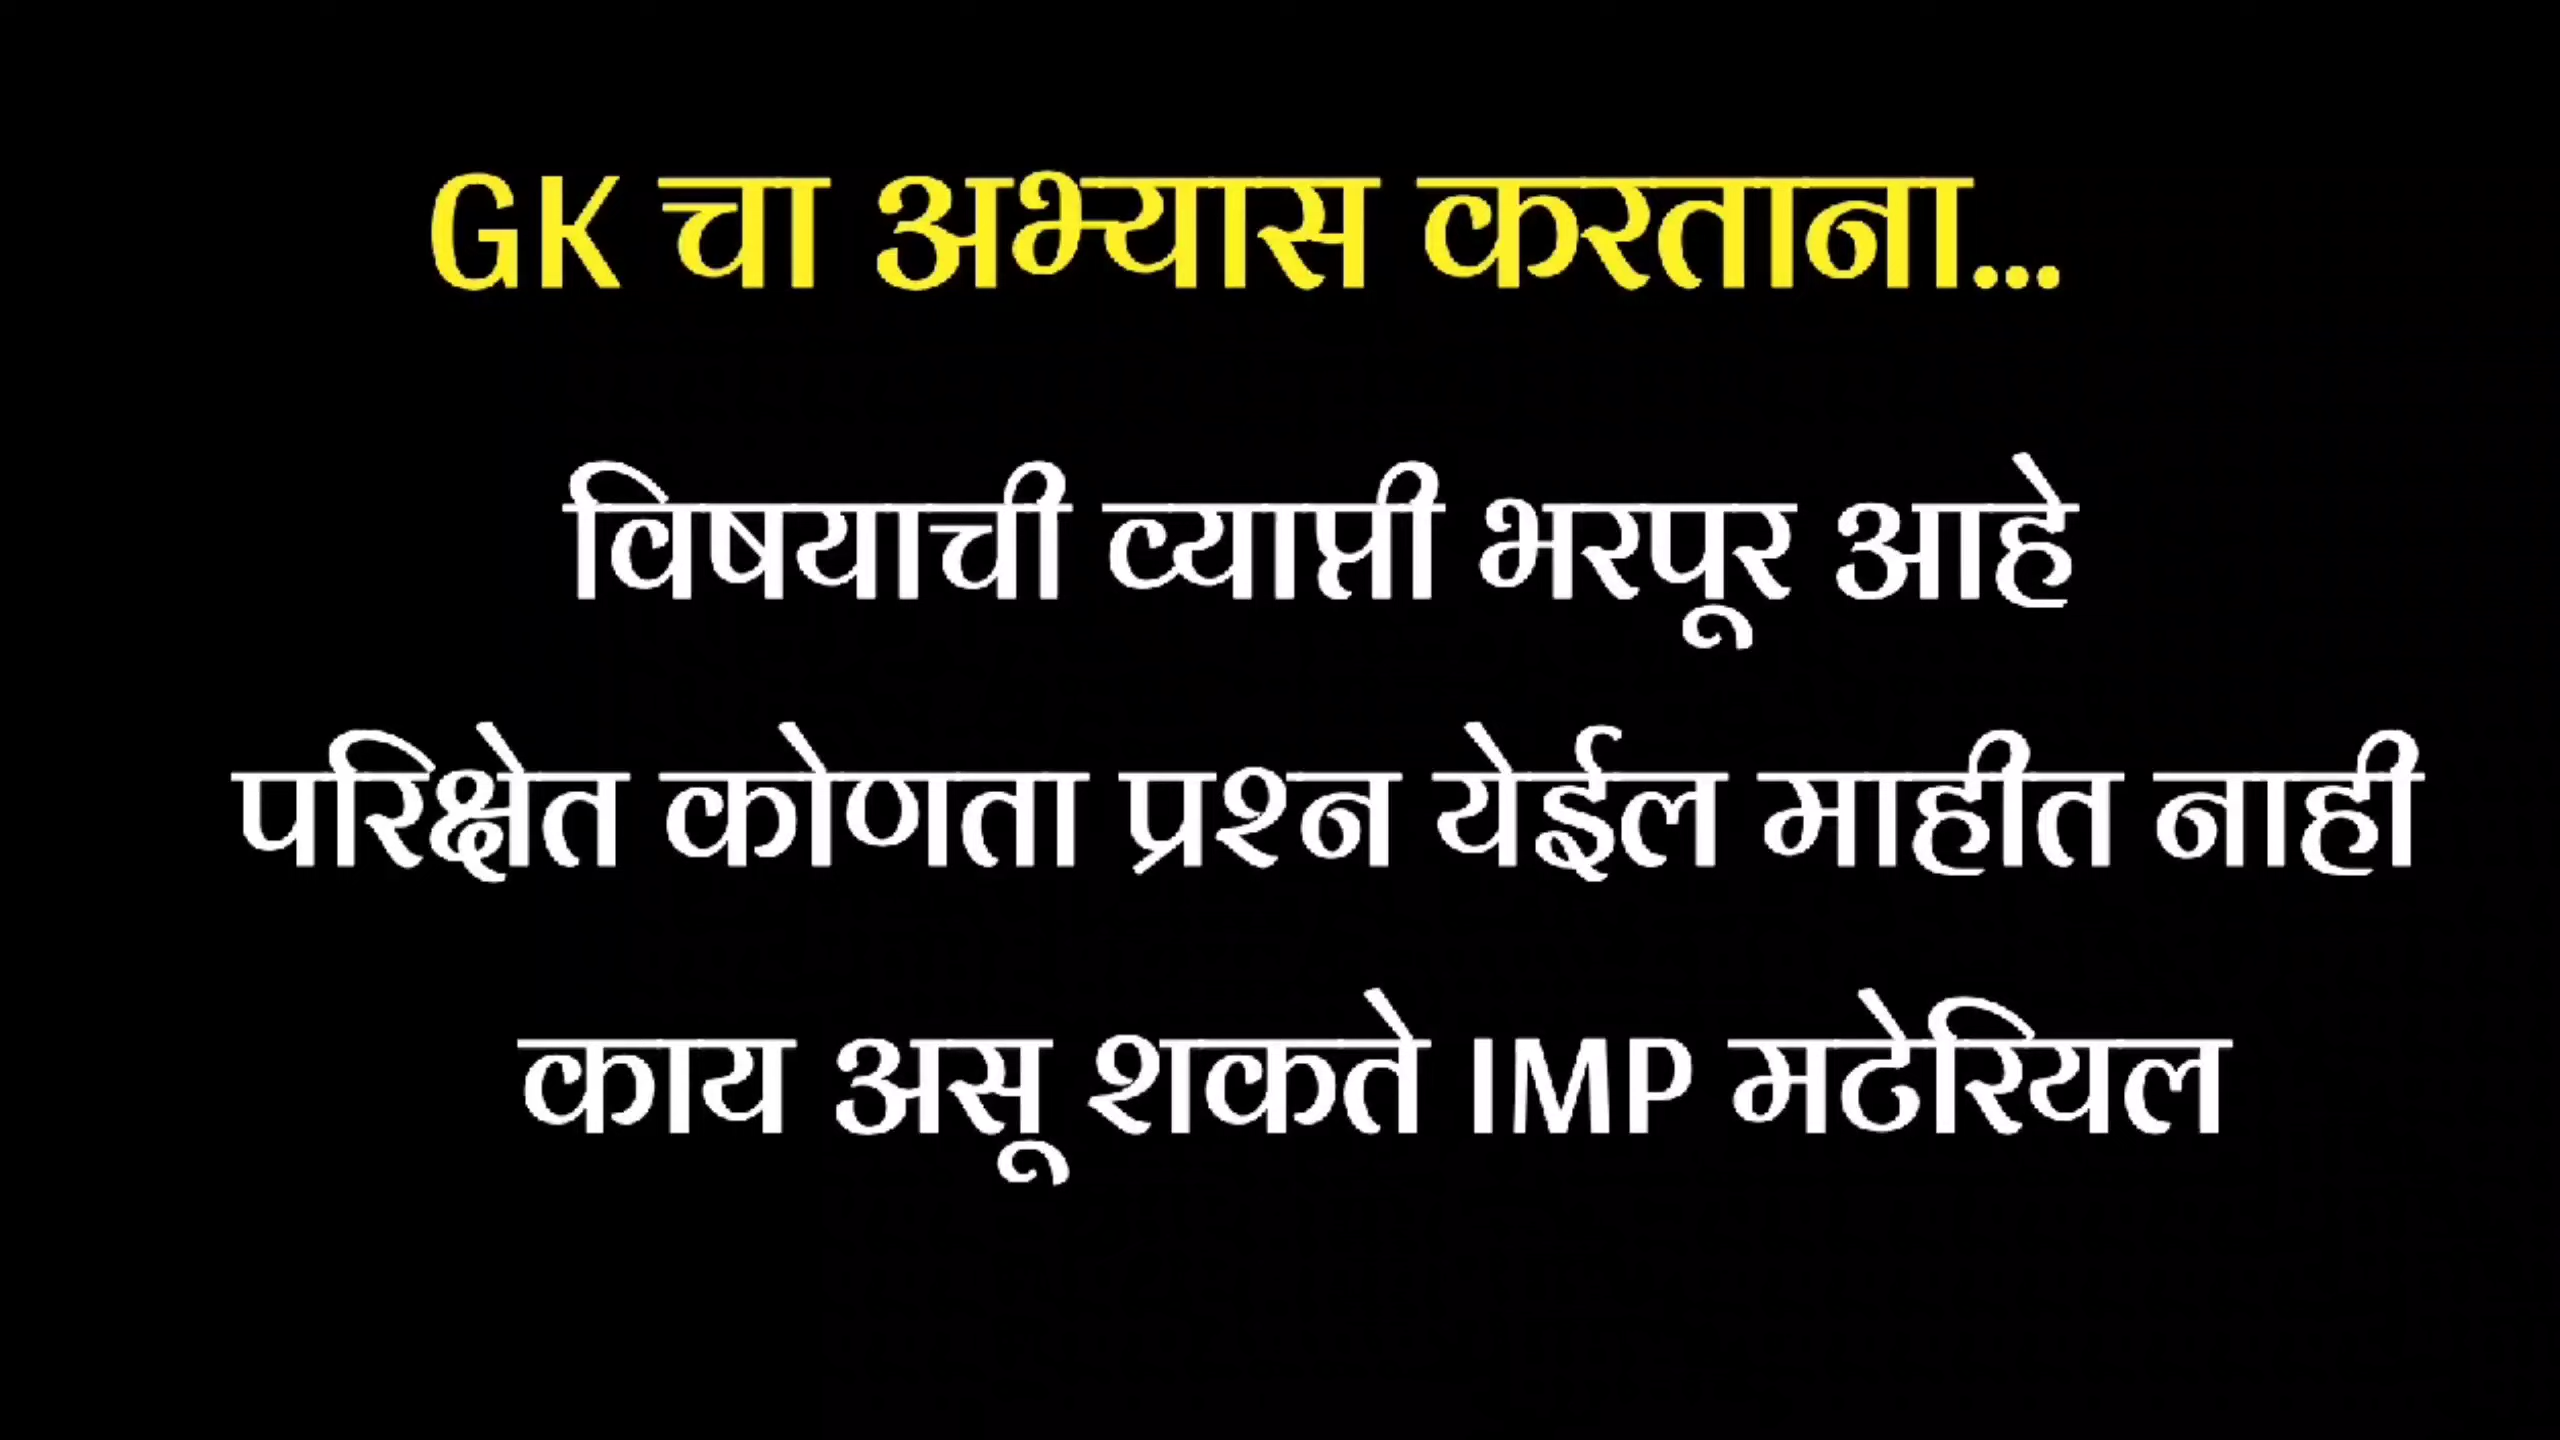 GK चा अभ्यास करताना...
विषयाची व्याप्ती भरपूर आहे
परिक्षेत कोणता प्रश्न येईल माहीत नाही
काय असू शकते IMP मटेरियल